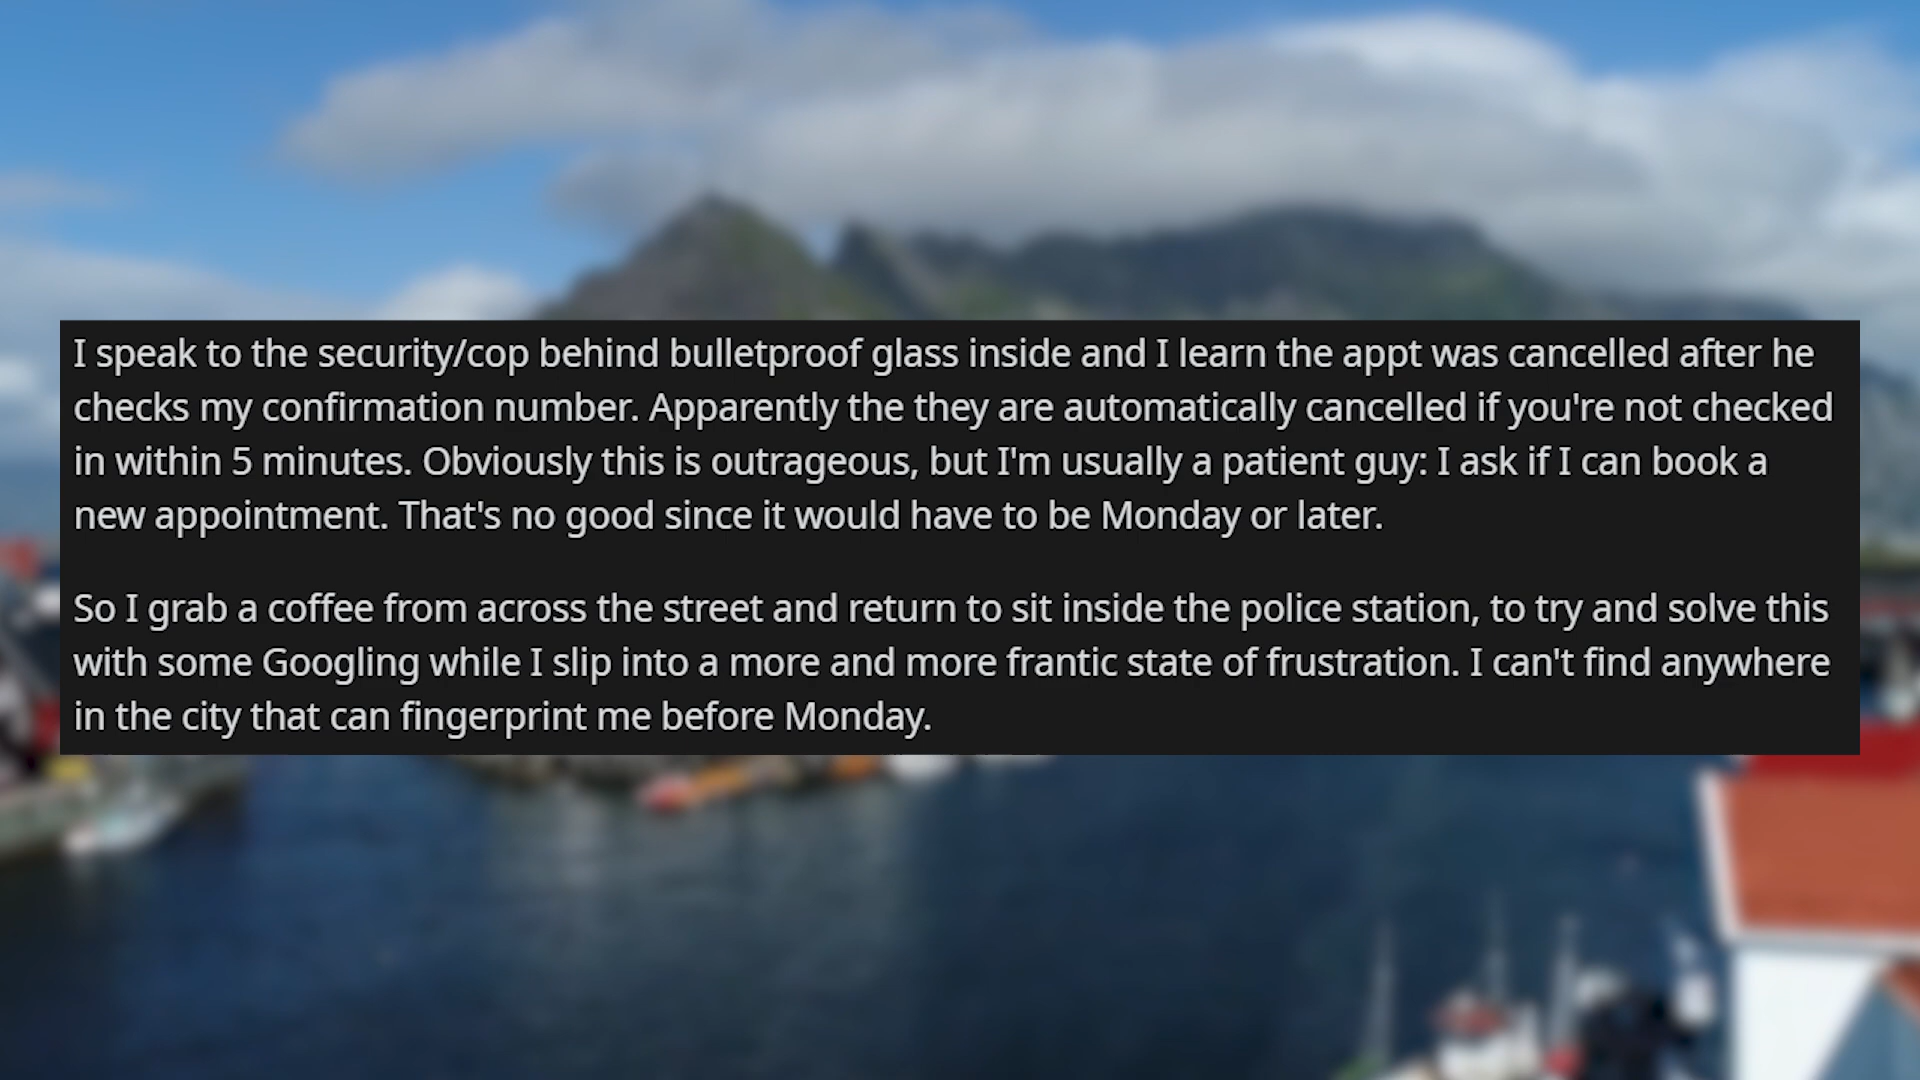 I speak to the security/cop behind bulletproof glass inside and I learn the appt was cancelled after he
checks my confirmation number. Apparently the they are automatically cancelled if you're not checked
in within 5 minutes. Obviously this is outrageous, but I'm usually a patient guy: I ask if I can book a
new appointment. That's no good since it would have to be Monday or later.
So I grab a coffee from across the street and return to sit inside the police station, to try and solve this
with some Googling while I slip into a more and more frantic state of frustration. I can't find anywhere
in the city that can fingerprint me before Monday.